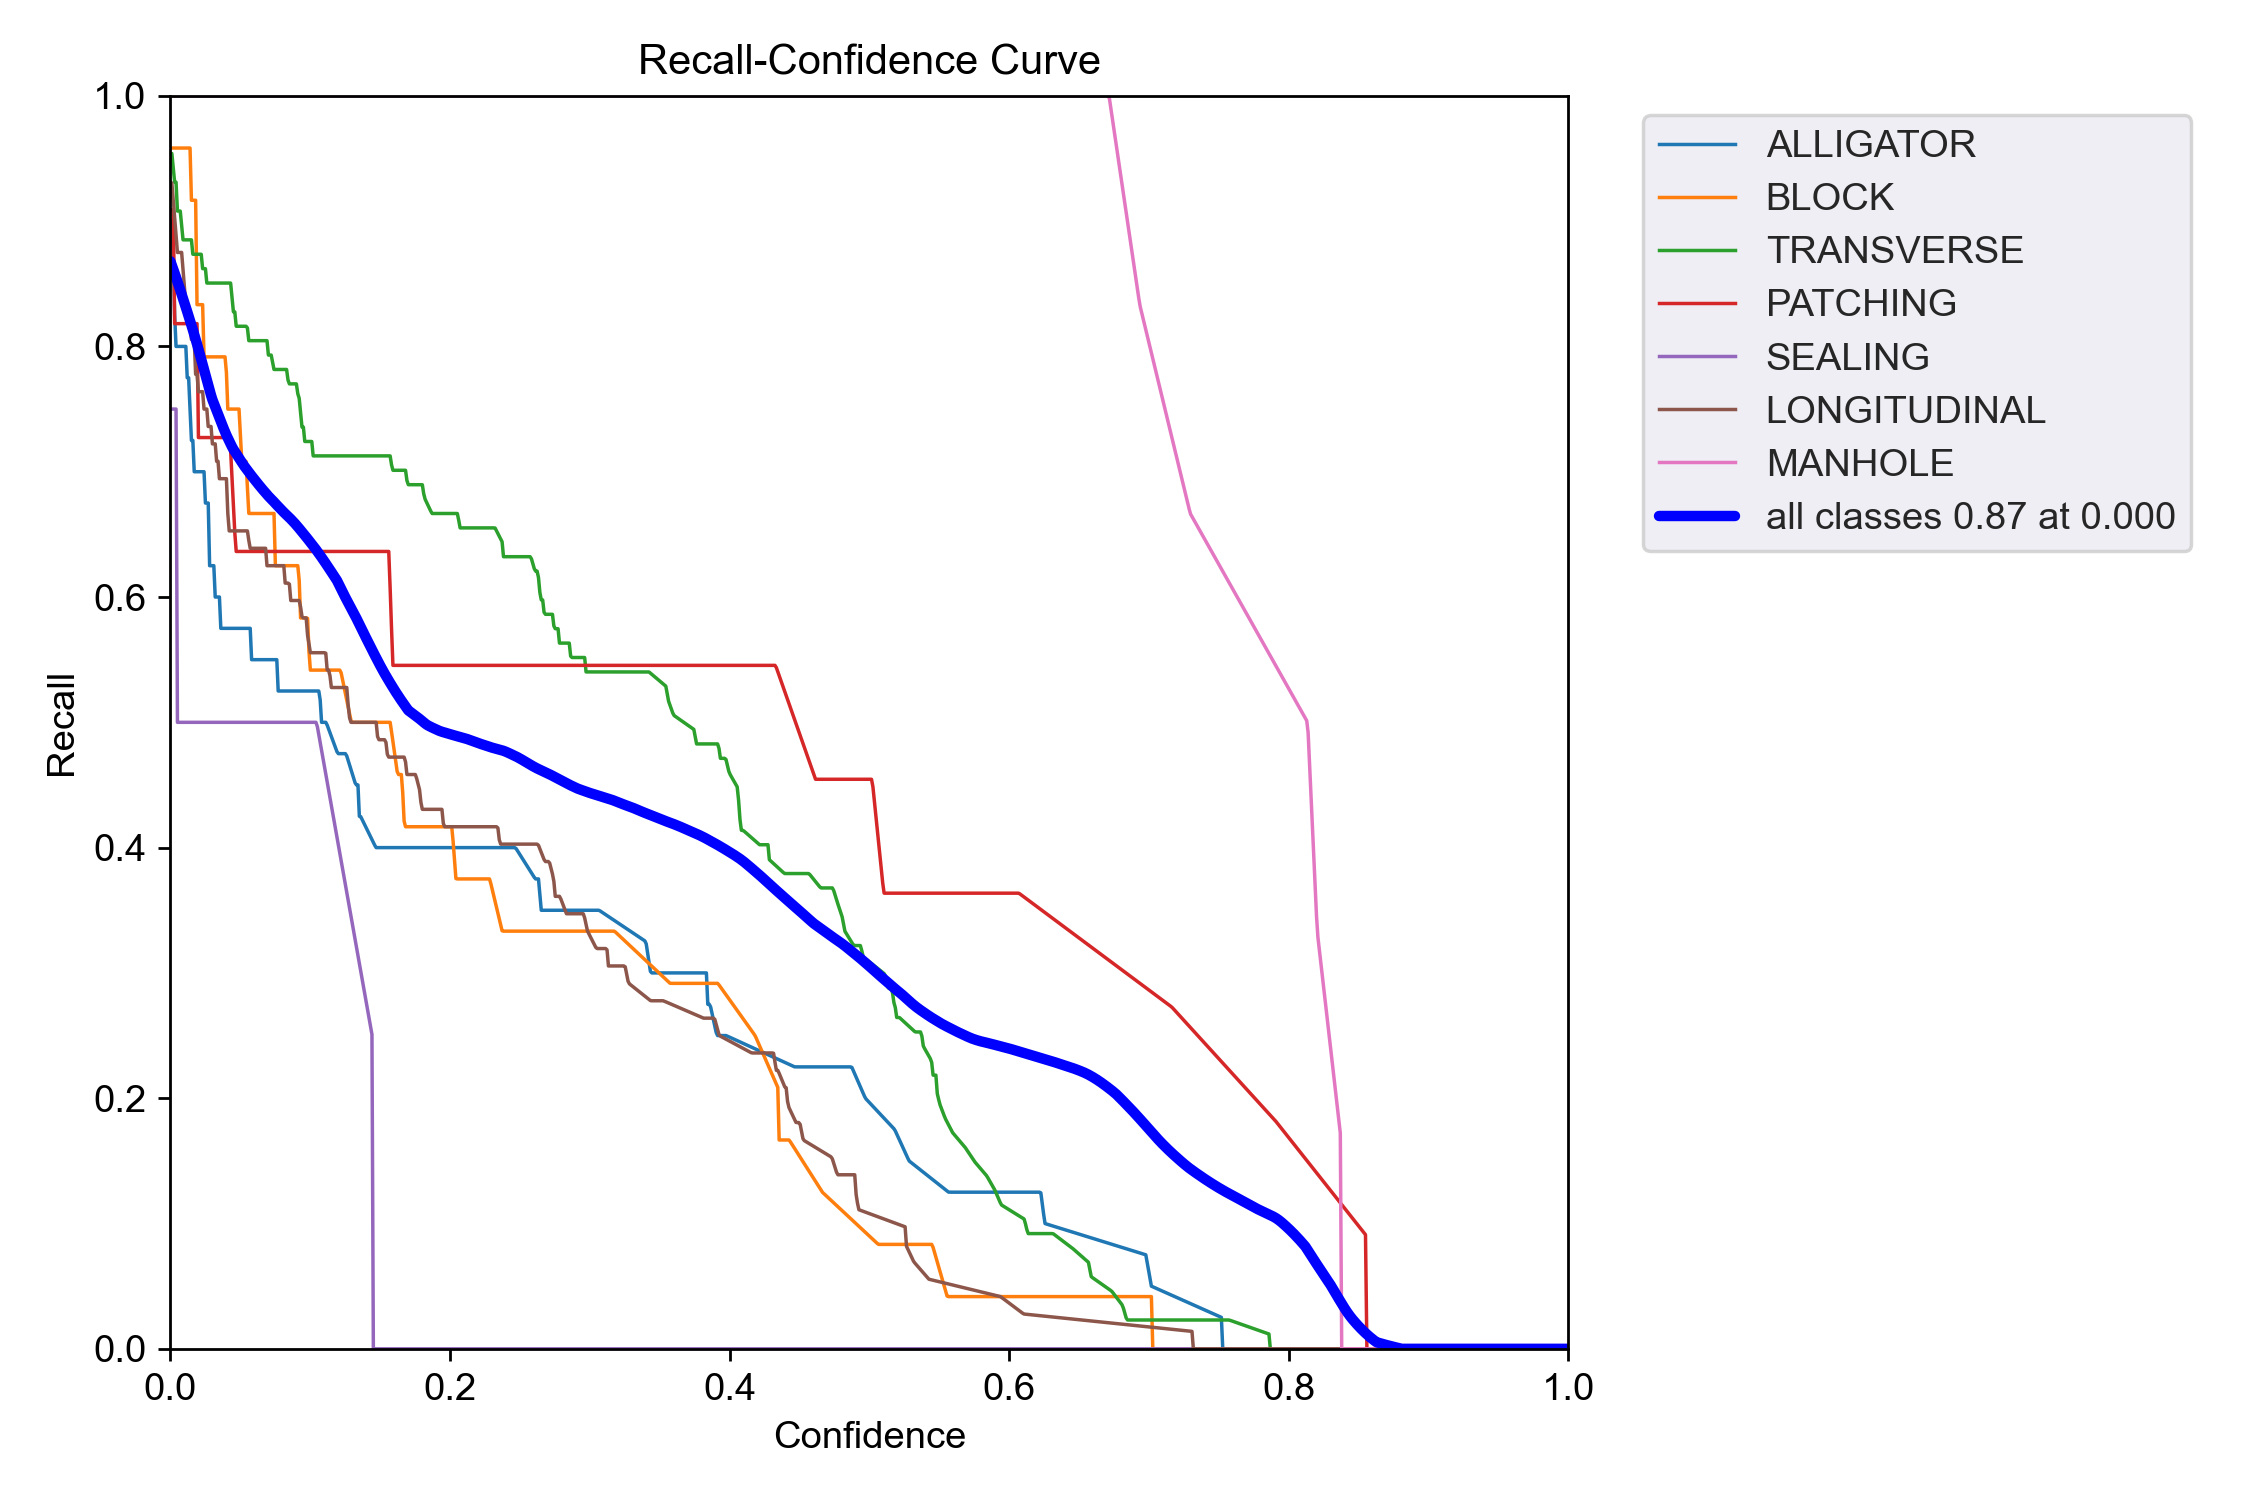 Recall-Confidence Curve
1.0
0.8
0.6
0.4
0.2
0.0
Recall
0.0 0.2 0.4 0.6 0.8 1.0
Confidence
ALLIGATOR
BLOCK
TRANSVERSE
PATCHING
SEALING
LONGITUDINAL
MANHOLE
all classes 0.87 at 0.000